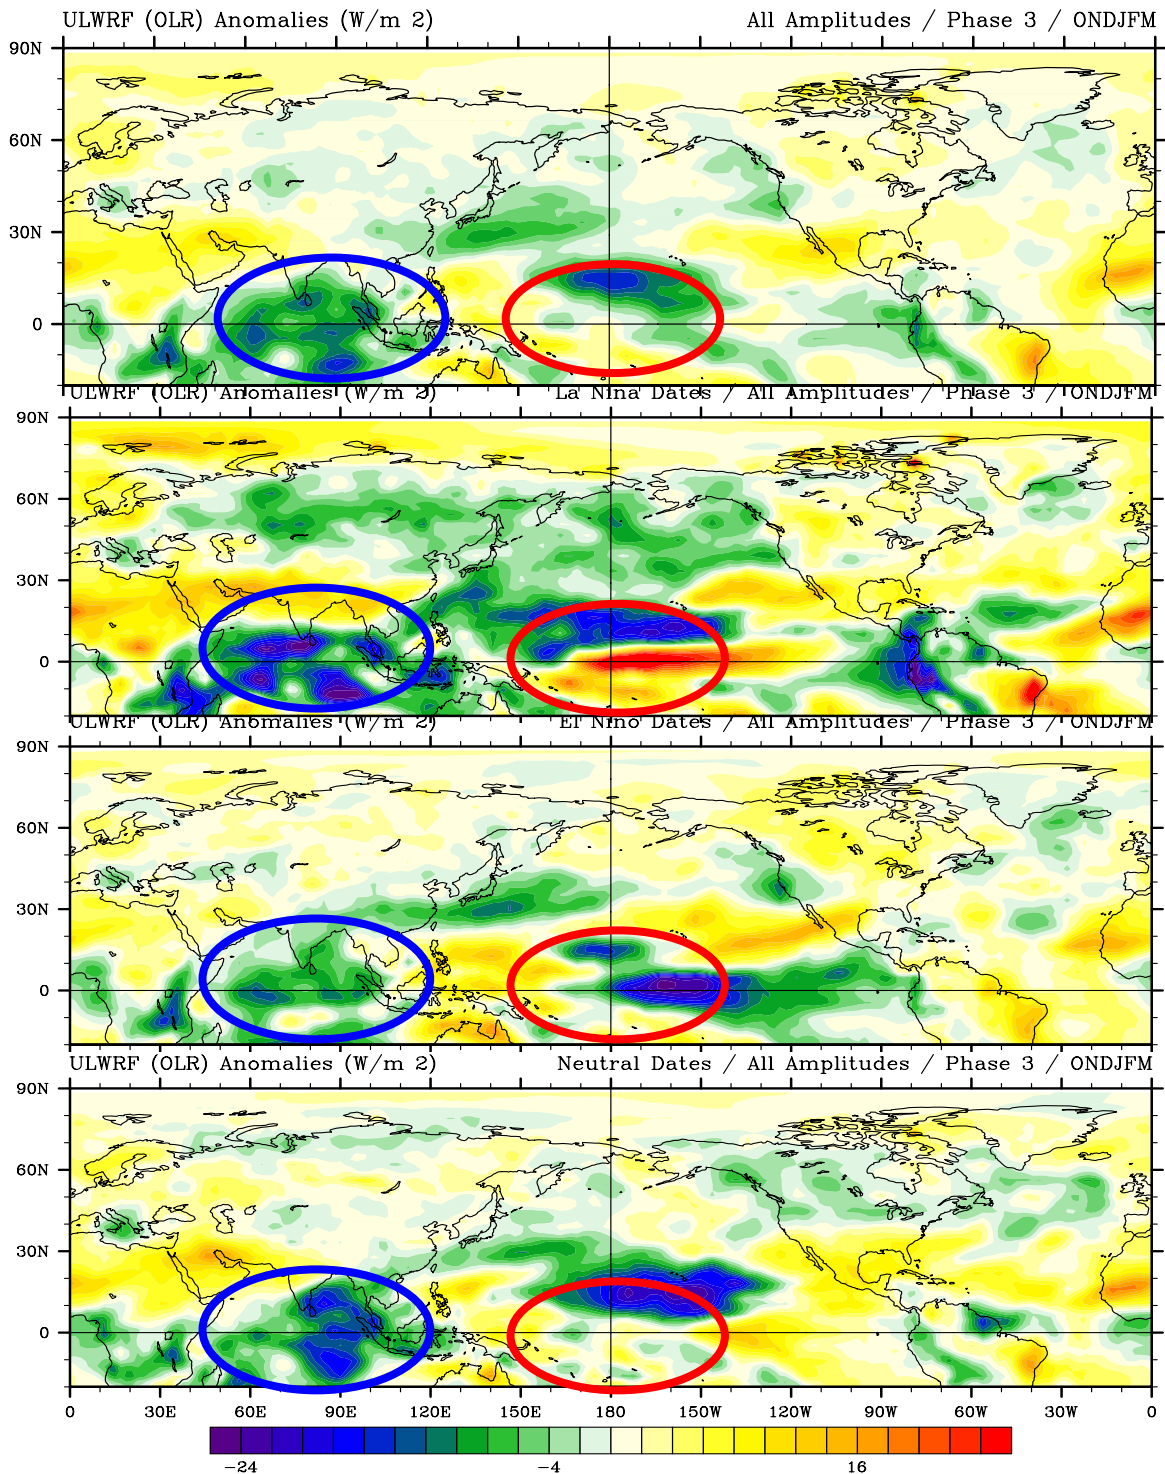 ULWRF (OLR) Anomalies (W/m 2) All Amplitudes / Phase 3 / ONDJFM
90N
60N
30N
0
ULWRF (OLR) Anomalies (W/m 2) La Nina Dates / All Amplitudes / Phase 3 / ONDJFM
90N
60N
30N
0
ULWRF (OLR) Anomalies (W/m 2) El Nino Dates / All Amplitudes / Phase 3 / ONDJFM
90N
60N
30N
0
ULWRF (OLR) Anomalies (W/m 2) Neutral Dates / All Amplitudes / Phase 3 / ONDJFM
90N
60N
30N
0
0 30E 60E 90E 120E 150E 180 150W 120W 90W 60W 30W 0
-24 -4 16